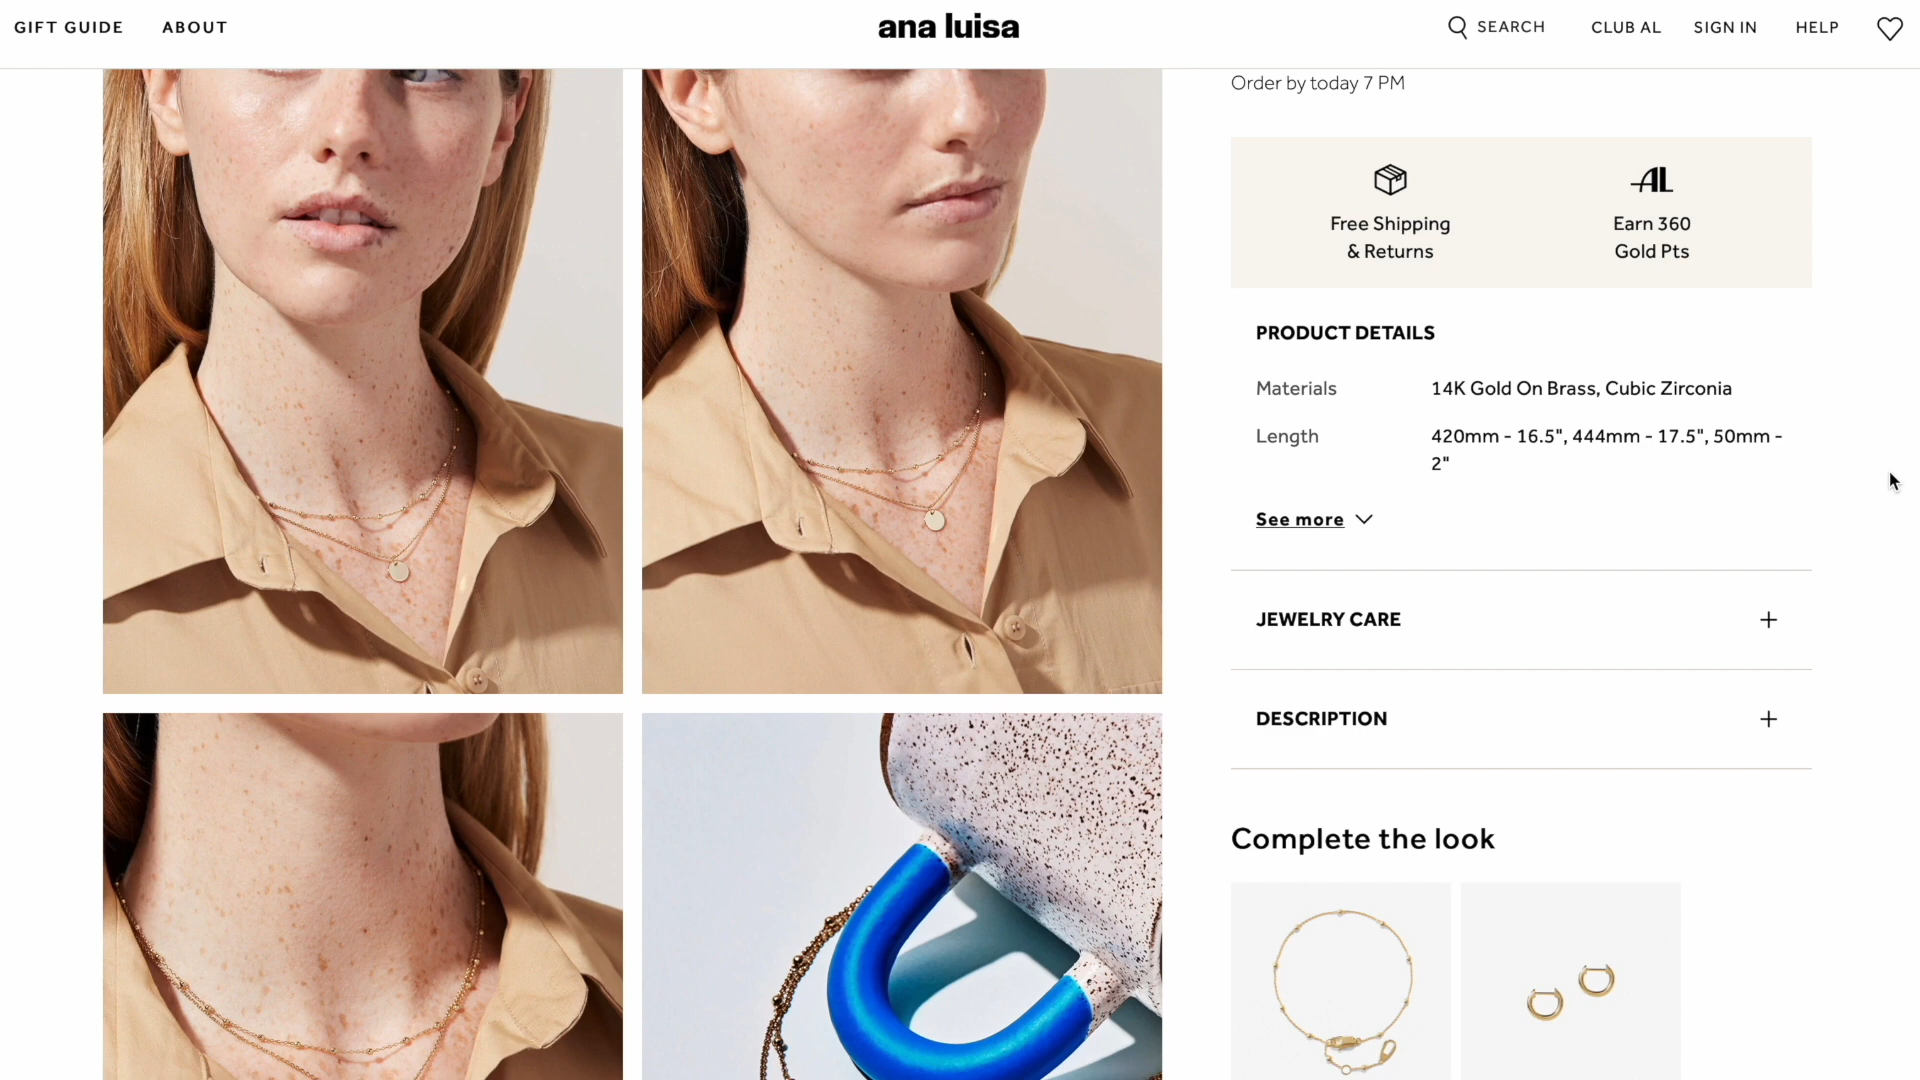 GIFT GUIDE
ABOUT
ana luisa
SEARCH
CLUB AL
SIGN IN
HELP
Order by today 7 PM
Free Shipping
& Returns
AL
Earn 360
Gold Pts
PRODUCT DETAILS
Materials
14K Gold On Brass, Cubic Zirconia
Length
420mm - 16.5", 444mm - 17.5", 50mm -
2"
See more
JEWELRY CARE
DESCRIPTION
Complete the look